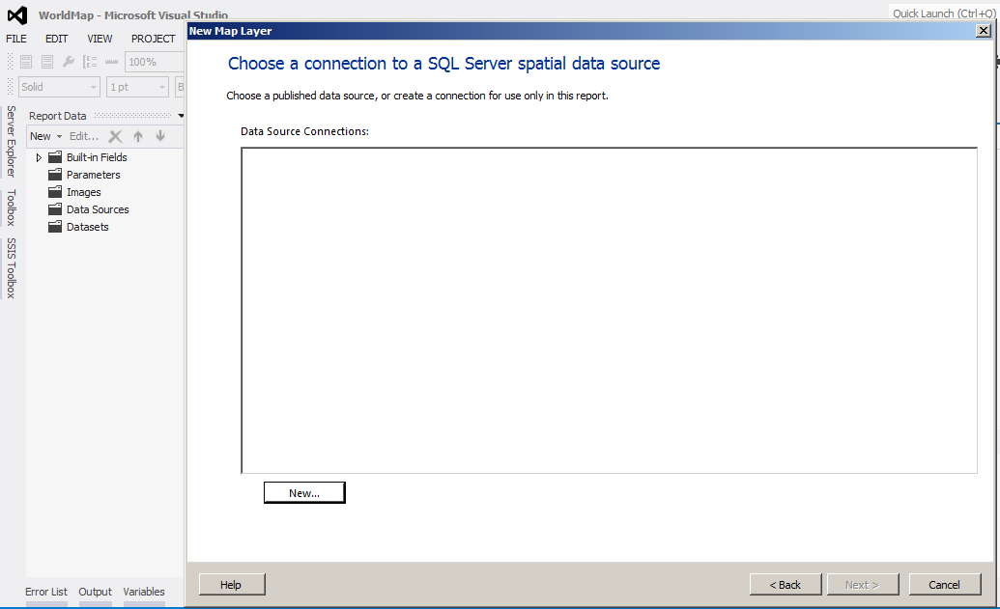 WorldMap - Microsoft Visual Studio
Quick Launch (Ctrl+Q)
New Map Layer
FILE EDIT VIEW PROJECT
Choose a connection to a SQL Server spatial data source
100%
Solid 1 pt B
Choose a published data source, or create a connection for use only in this report.
Server Explorer
Toolbox
SSIS Toolbox
Report Data
New Edit...
Built-in Fields
Parameters
Images
Data Sources
Datasets
Data Source Connections:
New...
Help < Back Next > Cancel
Error List Output Variables